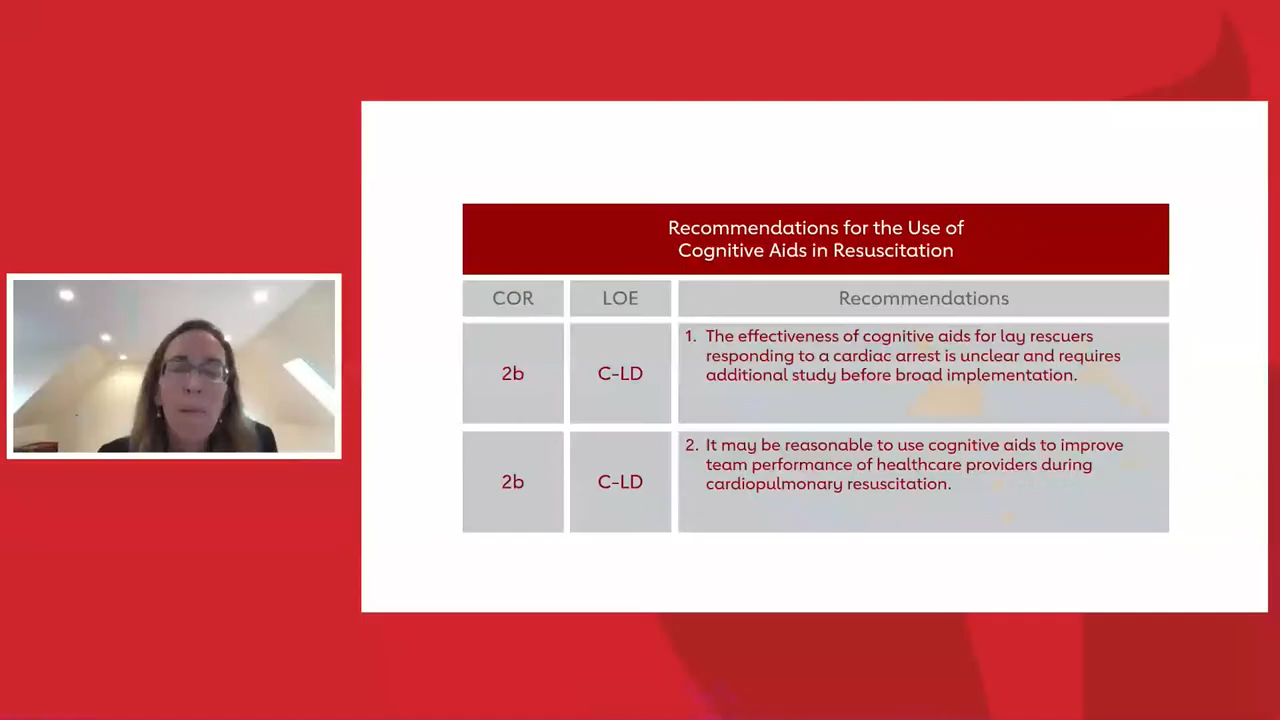 Recommendations for the Use of
Cognitive Aids in Resuscitation
COR LOE Recommendations
2b C-LD 1. The effectiveness of cognitive aids for lay rescuers
responding to a cardiac arrest is unclear and requires
additional study before broad implementation.
2b C-LD 2. It may be reasonable to use cognitive aids to improve
team performance of healthcare providers during
cardiopulmonary resuscitation.